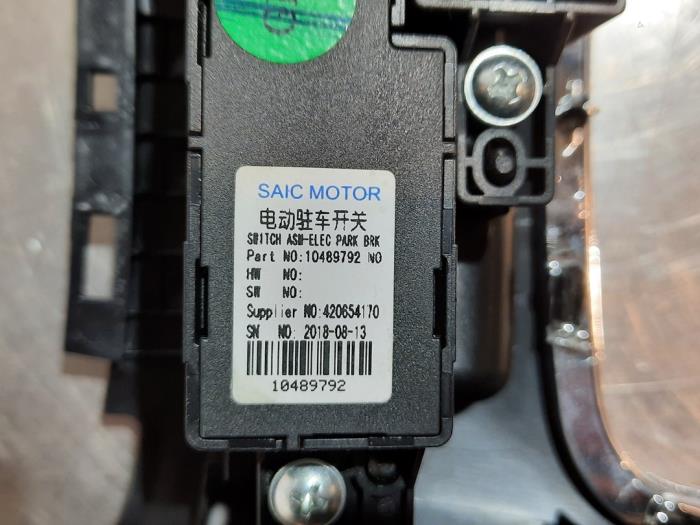 SAIC MOTOR
电动驻车开关
SWITCH ASM-ELEC PARK BRK
Part NO:10489792 NO
HW NO:
SW NO:
Supplier NO:420654170
SN NO: 2018-08-13
10489792